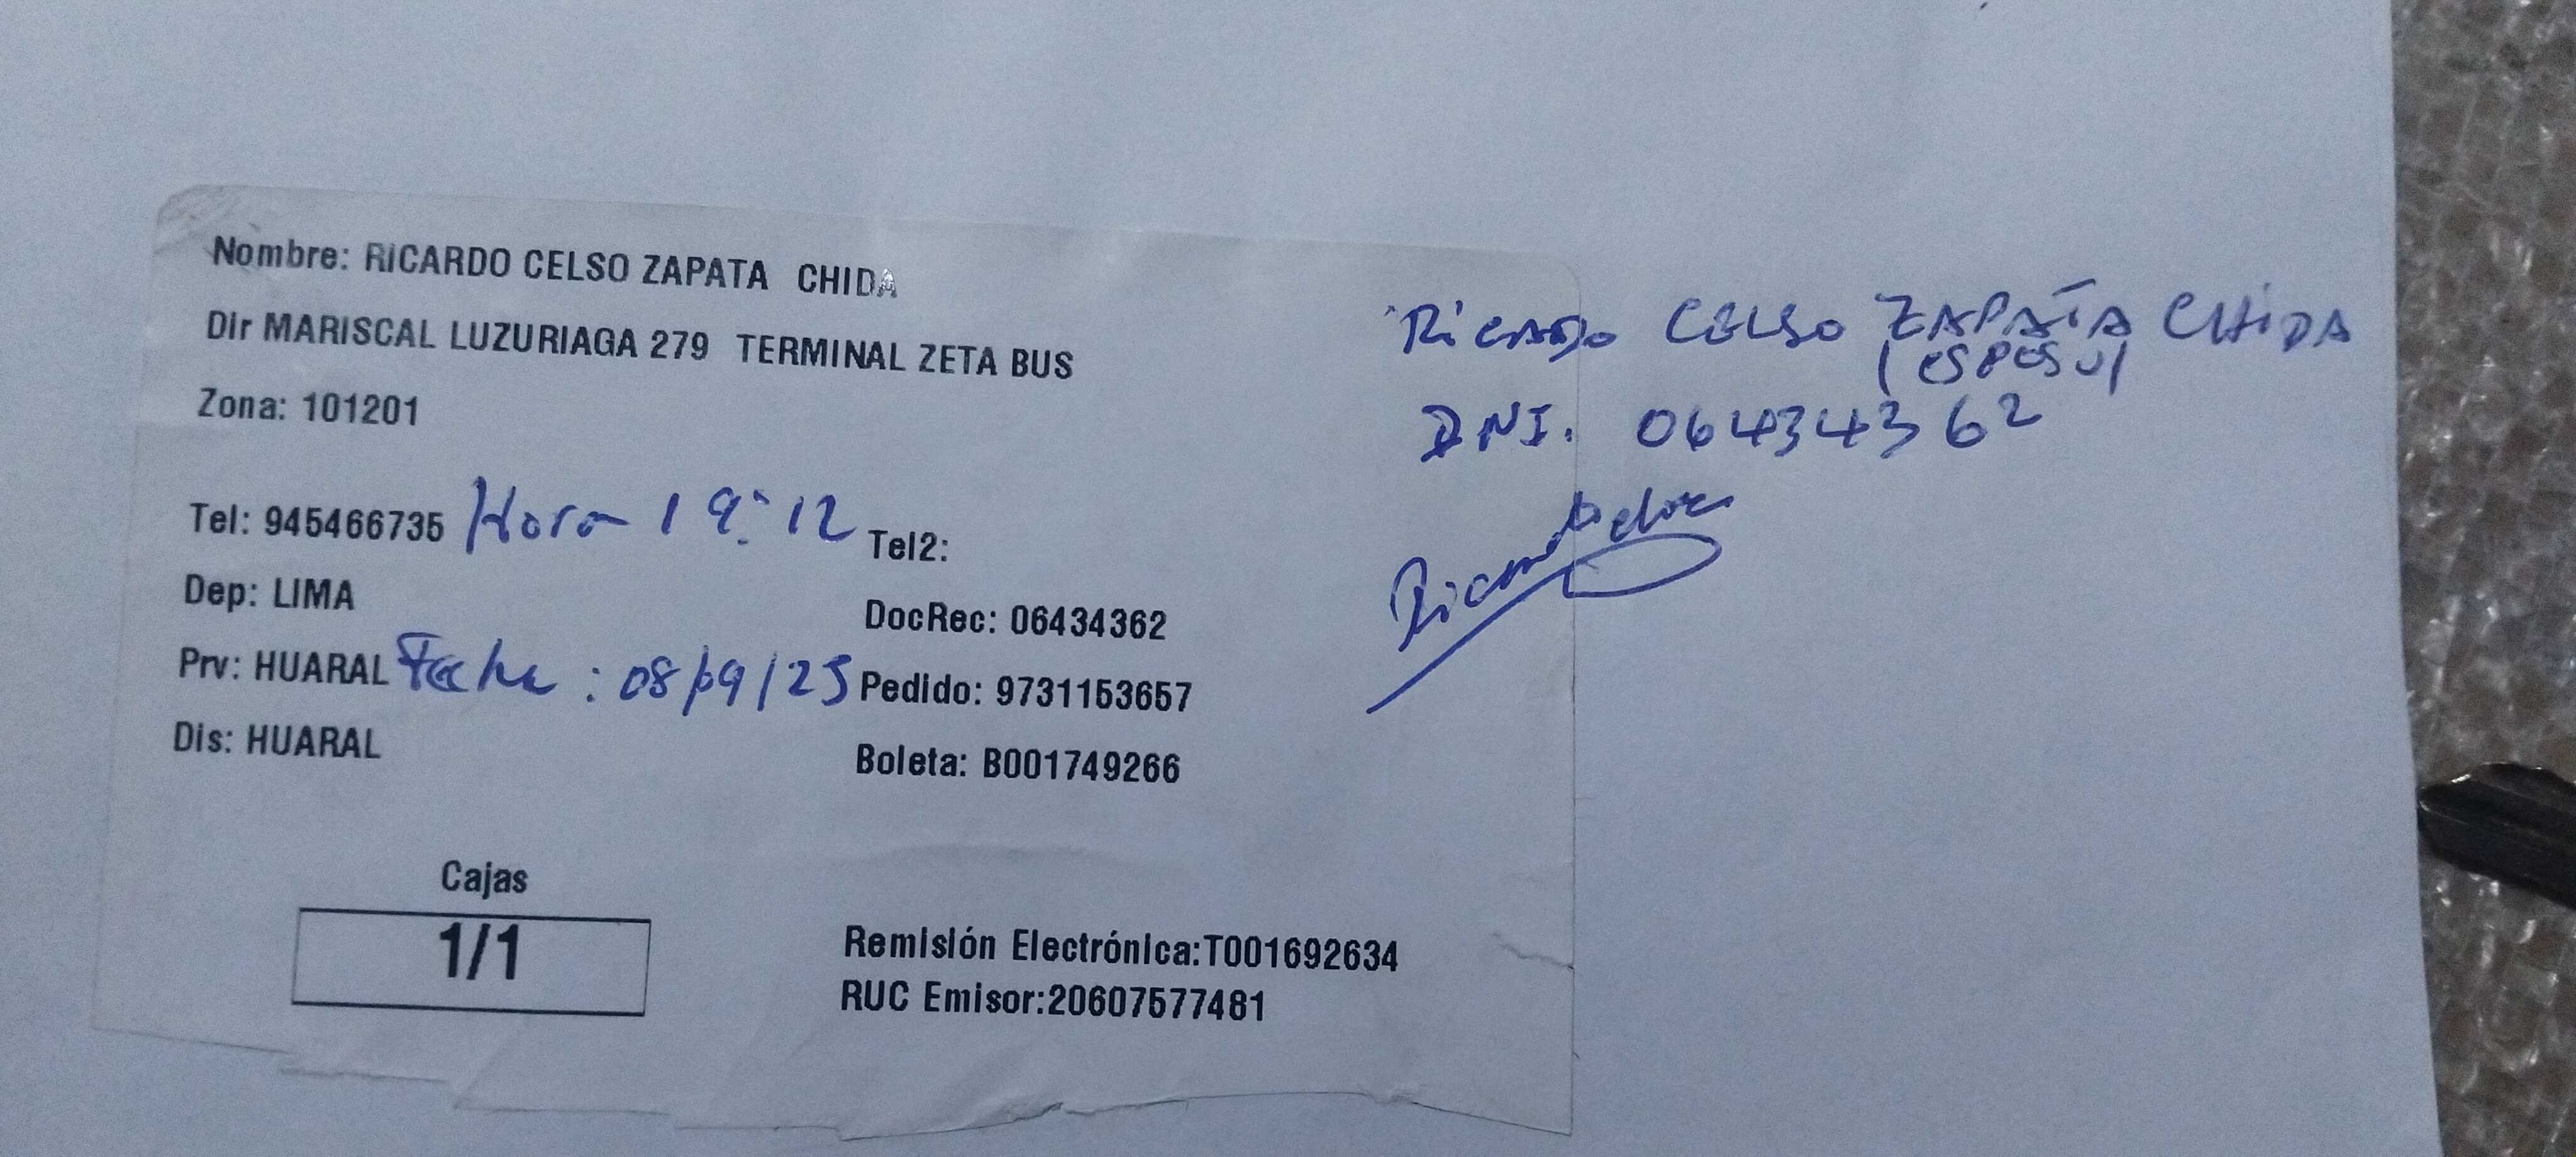 Nombre: RICARDO CELSO ZAPATA CHIDA
Dir MARISCAL LUZURIAGA 279 TERMINAL ZETA BUS
Zona: 101201
Tel: 945466735 Hora 19:12 Tel2:
Dep: LIMA
DocRec: 06434362
Prv: HUARAL Fecha : 08/09/25 Pedido: 9731153657
Dis: HUARAL
Boleta: B001749266
Cajas
1/1
Remisión Electrónica:T001692634
RUC Emisor:20607577481
Ricardo CELSO ZAPATA CHIDA
(ESPOSO)
DNI. 06434362